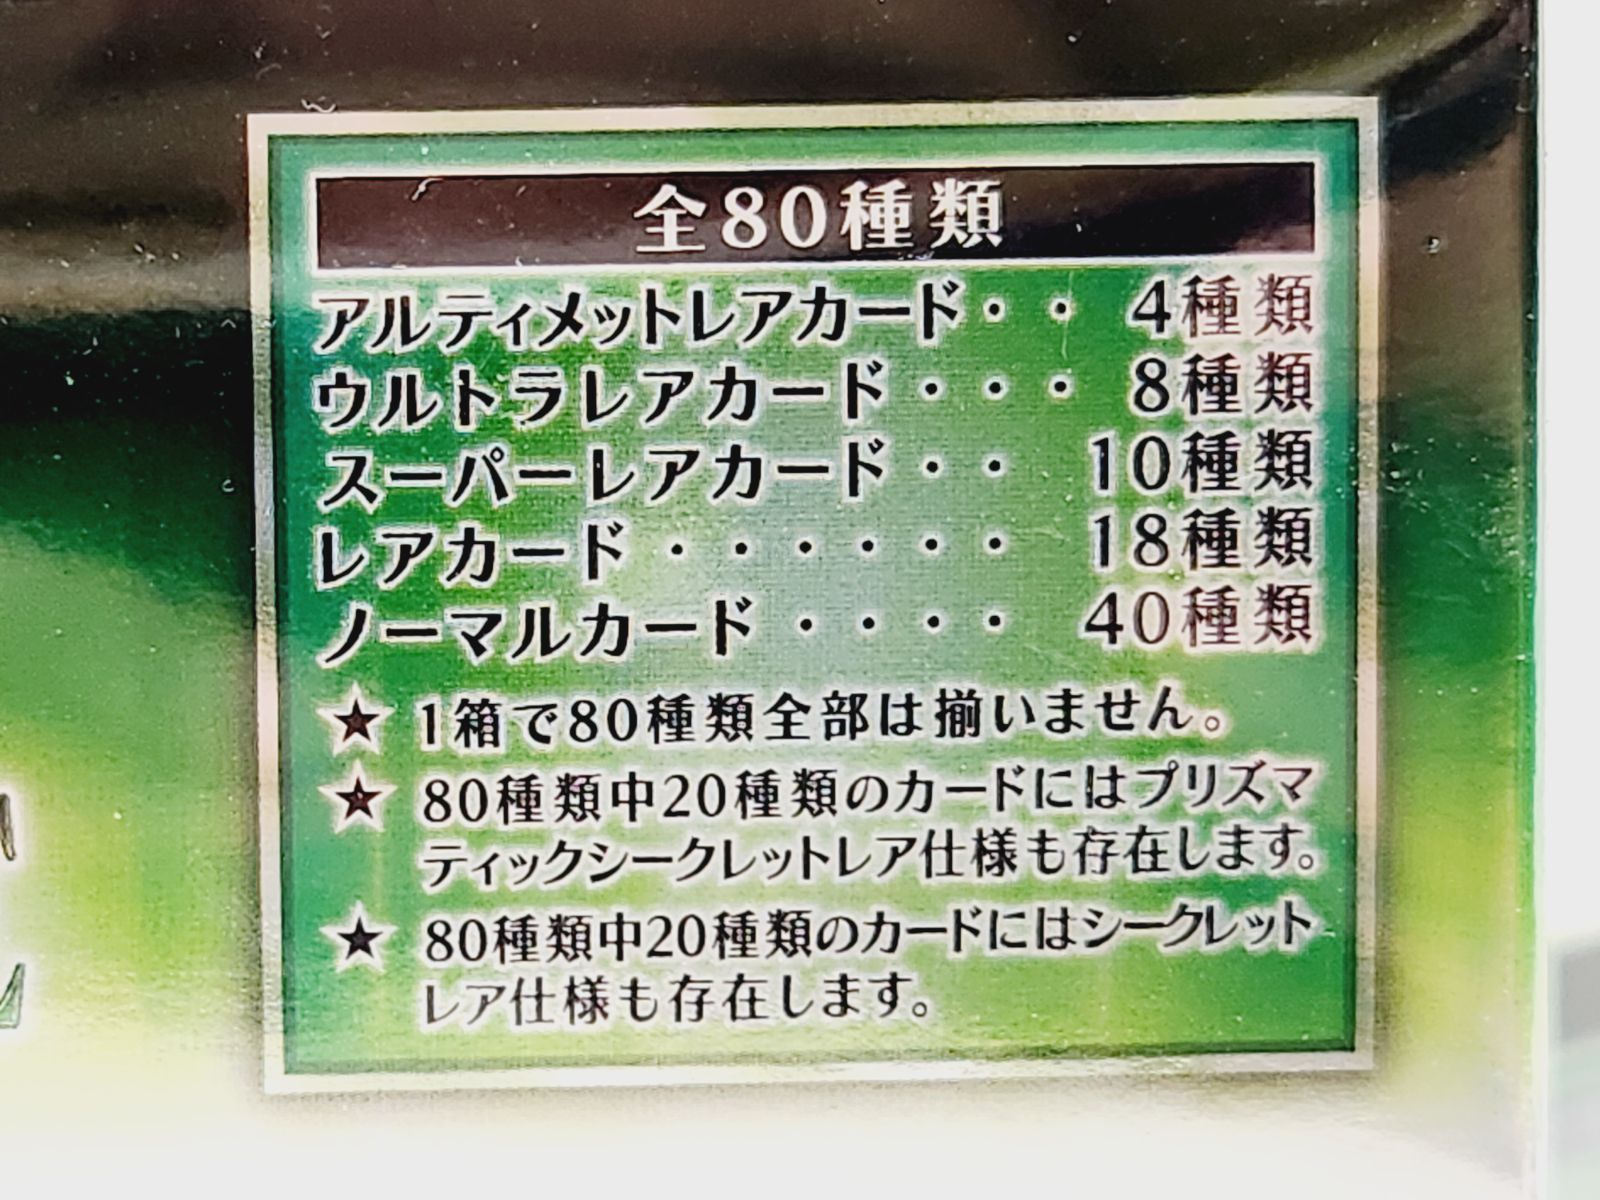 全80種類
アルティメットレアカード・・ 4種類
ウルトラレアカード・・・ 8種類
スーパーレアカード・・ 10種類
レアカード・・・・・・ 18種類
ノーマルカード・・・・ 40種類
★ 1箱で80種類全部は揃いません。
★ 80種類中20種類のカードにはプリズマ
ティックシークレットレア仕様も存在します。
★ 80種類中20種類のカードにはシークレット
レア仕様も存在します。